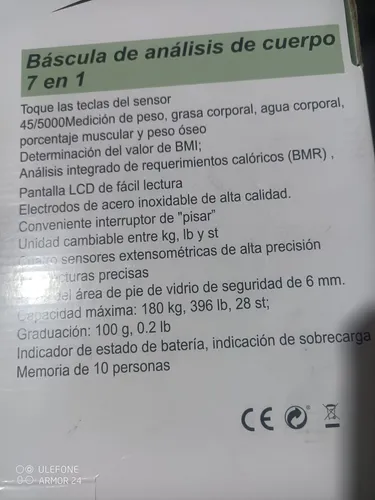 Báscula de análisis de cuerpo
7 en 1
Toque las teclas del sensor
45/5000Medición de peso, grasa corporal, agua corporal,
porcentaje muscular y peso óseo
Determinación del valor de BMI;
Análisis integrado de requerimientos calóricos (BMR) ,
Pantalla LCD de fácil lectura
Electrodos de acero inoxidable de alta calidad.
Conveniente interruptor de "pisar"
Unidad cambiable entre kg, lb y st
sensores extensométricas de alta precisión
precisas
del área de pie de vidrio de seguridad de 6 mm.
Capacidad máxima: 180 kg, 396 lb, 28 st;
Graduación: 100 g, 0.2 lb
Indicador de estado de batería, indicación de sobrecarga
Memoria de 10 personas
CE
ULEFONE
ARMOR 24